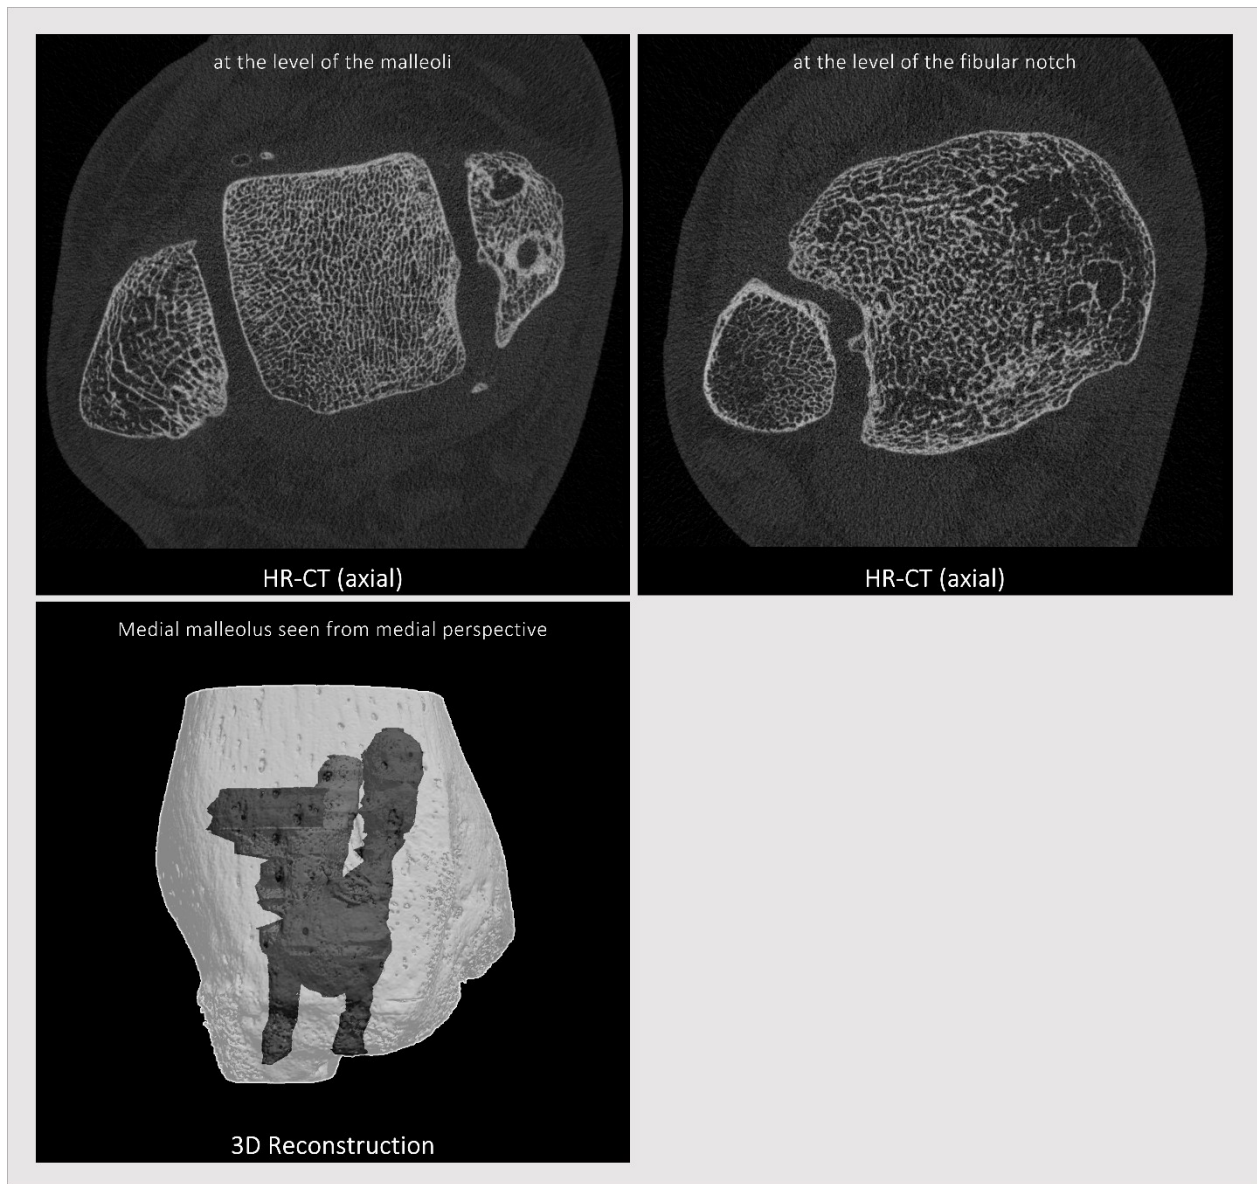 at the level of the malleoli
at the level of the fibular notch
HR-CT (axial)
HR-CT (axial)
Medial malleolus seen from medial perspective
3D Reconstruction